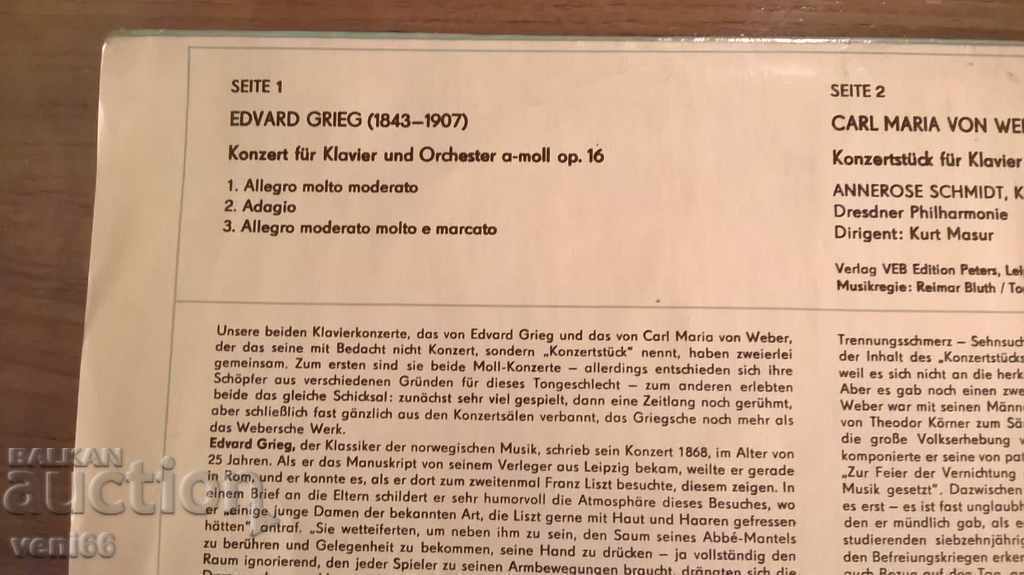 SEITE 1
EDVARD GRIEG (1843–1907)
Konzert für Klavier und Orchester a-moll op. 16
1. Allegro molto moderato
2. Adagio
3. Allegro moderato molto e marcato
SEITE 2
CARL MARIA VON
Konzertstück für Klavier
ANNEROSE SCHMIDT,
Dresdner Philharmonie
Dirigent: Kurt Masur
Verlag VEB Edition Peters,
Musikregie: Reimar Bluth /
Unsere beiden Klavierkonzerte, das von Edvard Grieg und das von Carl Maria von Weber,
der das seine mit Bedacht nicht Konzert, sondern „Konzertstück" nennt, haben zweierlei
gemeinsam. Zum ersten sind sie beide Moll-Konzerte – allerdings entschieden sich ihre
Schöpfer aus verschiedenen Gründen für dieses Tongeschlecht – zum anderen erlebten
beide das gleiche Schicksal: zunächst sehr viel gespielt, dann eine Zeitlang noch gerühmt,
aber schließlich fast gänzlich aus den Konzertsälen verbannt, das Griegsche noch mehr als
das Webersche Werk.
Edvard Grieg, der Klassiker der norwegischen Musik, schrieb sein Konzert 1868, im Alter von
25 Jahren. Als er das Manuskript von seinem Verleger aus Leipzig bekam, weilte er gerade
in Rom, und er konnte es, als er dort zum zweitenmal Franz Liszt besuchte, diesem zeigen. In
einem Brief an die Eltern schildert er sehr humorvoll die Atmosphäre dieses Besuches, wo
er „einige junge Damen der bekannten Art, die Liszt gerne mit Haut und Haaren gefressen
hätten", antraf. „Sie wetteiferten, um neben ihm zu sein, den Saum seines Abbé-Mantels
zu berühren und Gelegenheit zu bekommen, seine Hand zu drücken – ja vollständig den
Raum ignorierend, den jeder Spieler zu seinen Armbewegungen braucht, drängten sich die
Trennungsschmerz –
der Inhalt des
weil es sich nicht an die
Aber es gab noch einen
Weber war mit seinen
von Theodor Körner zum
die große Volkserhebung
komponierte er seine von
„Zur Feier der Vernichtung
Musik gesetzt". Dazwischen
es erst – es ist fast
den er mündlich gab, als
studierenden
den Befreiungskriegen
auch Bezug auf den Tag,
BALKAN
auction
veni66